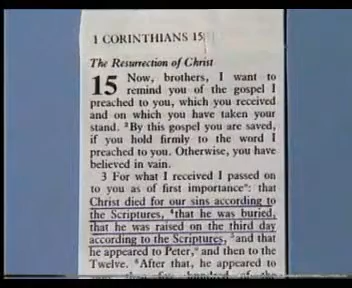 1 CORINTHIANS 15
The Resurrection of Christ
15 Now, brothers, I want to
remind you of the gospel I
preached to you, which you received
and on which you have taken your
stand. ²By this gospel you are saved,
if you hold firmly to the word I
preached to you. Otherwise, you have
believed in vain.
3 For what I received I passed on
to you as of first importance*: that
Christ died for our sins according to
the Scriptures, ⁴that he was buried,
that he was raised on the third day
according to the Scriptures, ⁵and that
he appeared to Peter,* and then to the
Twelve. ⁶After that, he appeared to
than five hundred of the